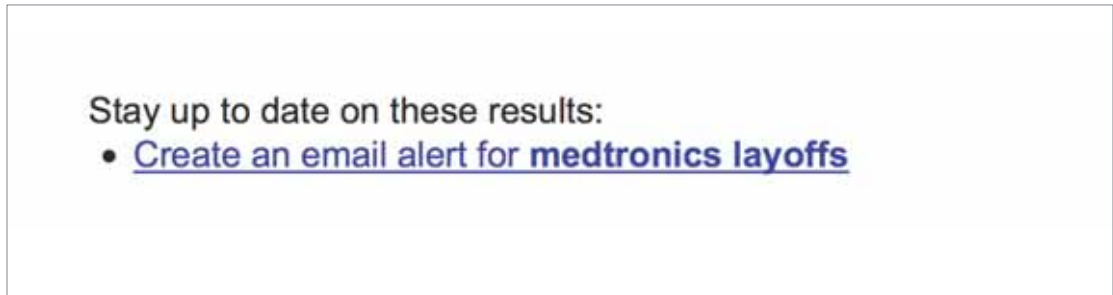 Stay up to date on these results:
• Create an email alert for medtronics layoffs